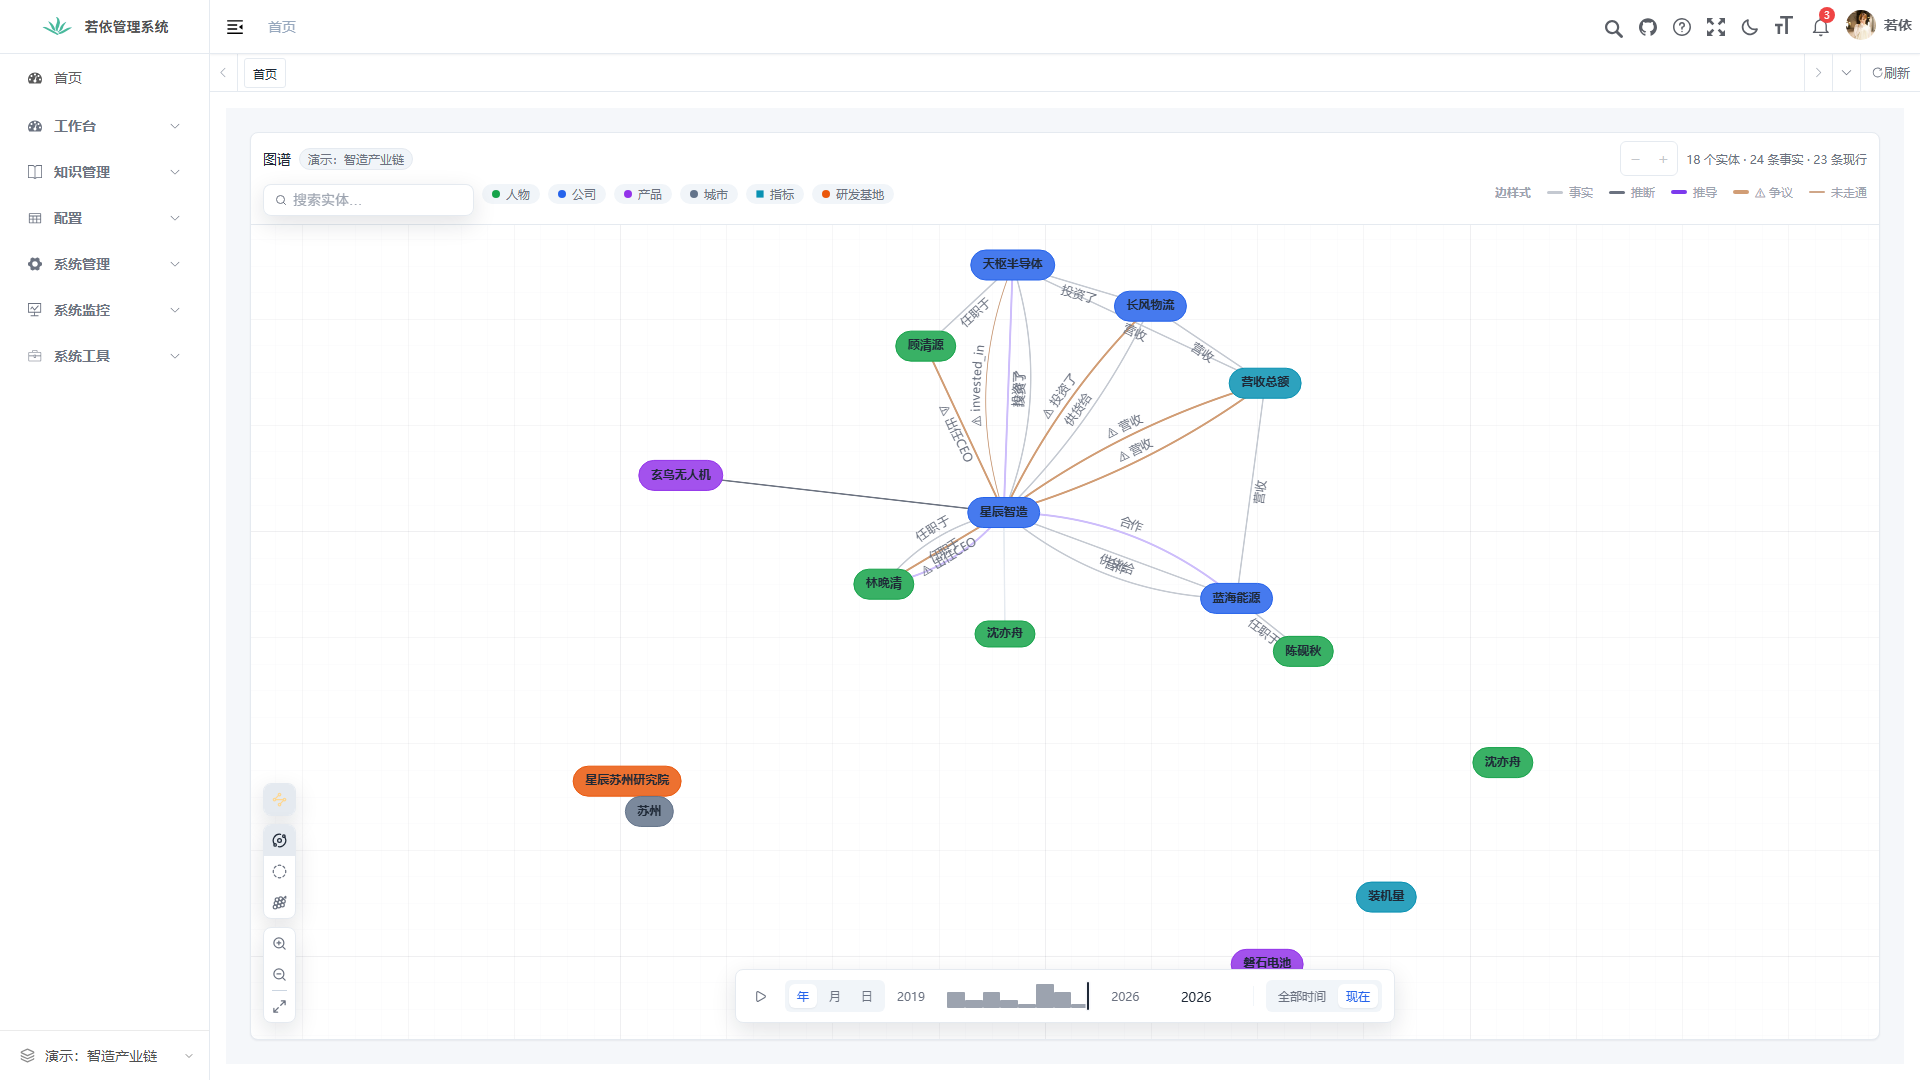 若依管理系统
首页
3
若依
首页
工作台
知识管理
配置
系统管理
系统监控
系统工具
演示：智造产业链
首页
刷新
图谱
演示：智造产业链
18 个实体 · 24 条事实 · 23 条现行
搜索实体...
人物
公司
产品
城市
指标
研发基地
边样式
事实
推断
推导
⚠ 争议
未走通
天枢半导体
投资了
长风物流
任职于
营收
营收
顾清源
营收总额
⚠ invested_in
投资了
⚠ 投资了
供货给
⚠ 出任CEO
⚠ 营收
⚠ 营收
玄鸟无人机
营收
星辰智造
合作
任职于
任职于
⚠ 出任CEO
供货给
林晚清
蓝海能源
沈亦舟
任职于
陈砚秋
沈亦舟
星辰苏州研究院
苏州
装机量
磐石电池
年
月
日
2019
2026
2026
全部时间
现在